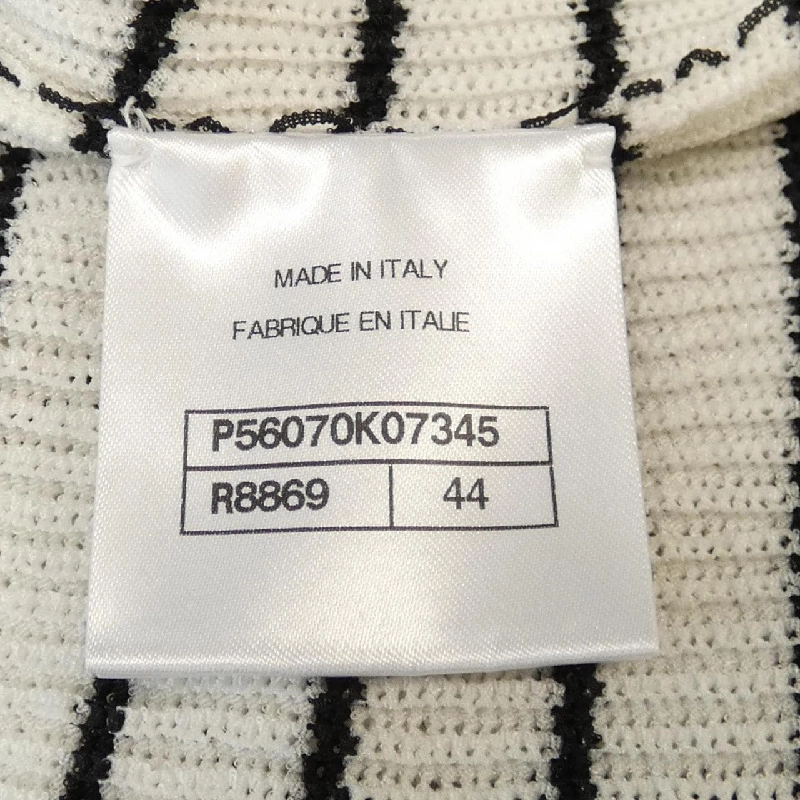 MADE IN ITALY
FABRIQUE EN ITALIE
P56070K07345
R8869 44